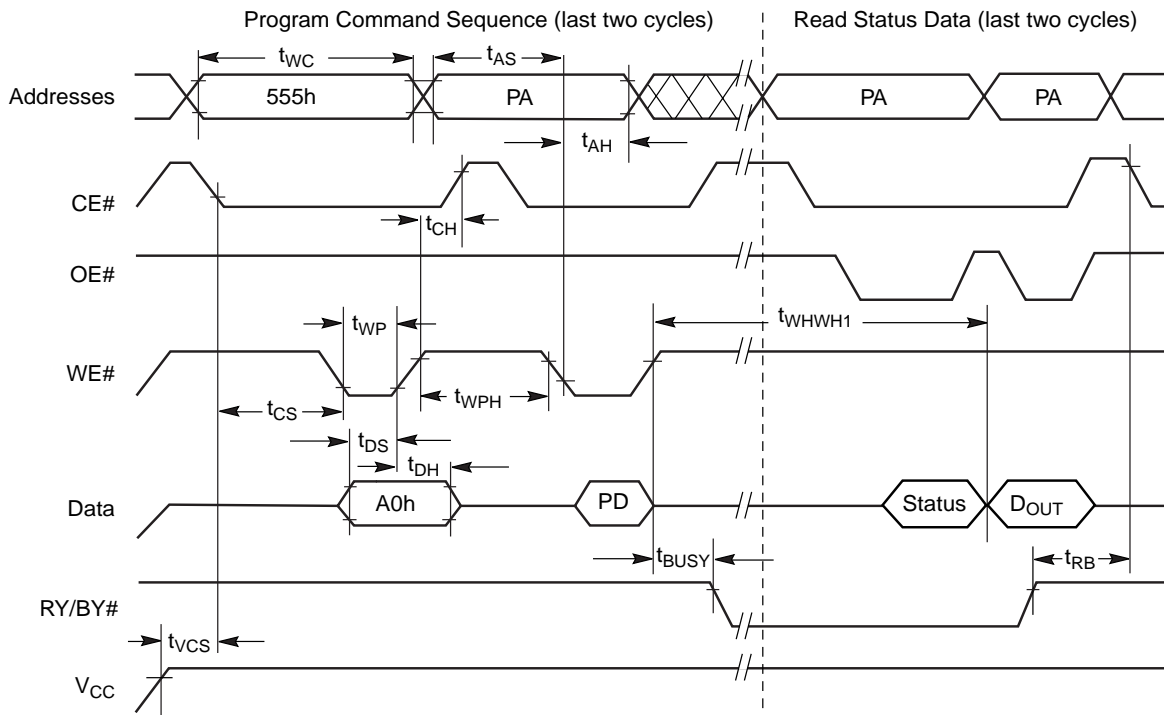 Program Command Sequence (last two cycles)
Read Status Data (last two cycles)
tWC
tAS
Addresses
555h
PA
PA
PA
tAH
CE#
tCH
OE#
tWP
tWHWH1
WE#
tCS
tWPH
tDS
tDH
Data
A0h
PD
Status
DOUT
tBUSY
tRB
RY/BY#
tVCS
VCC